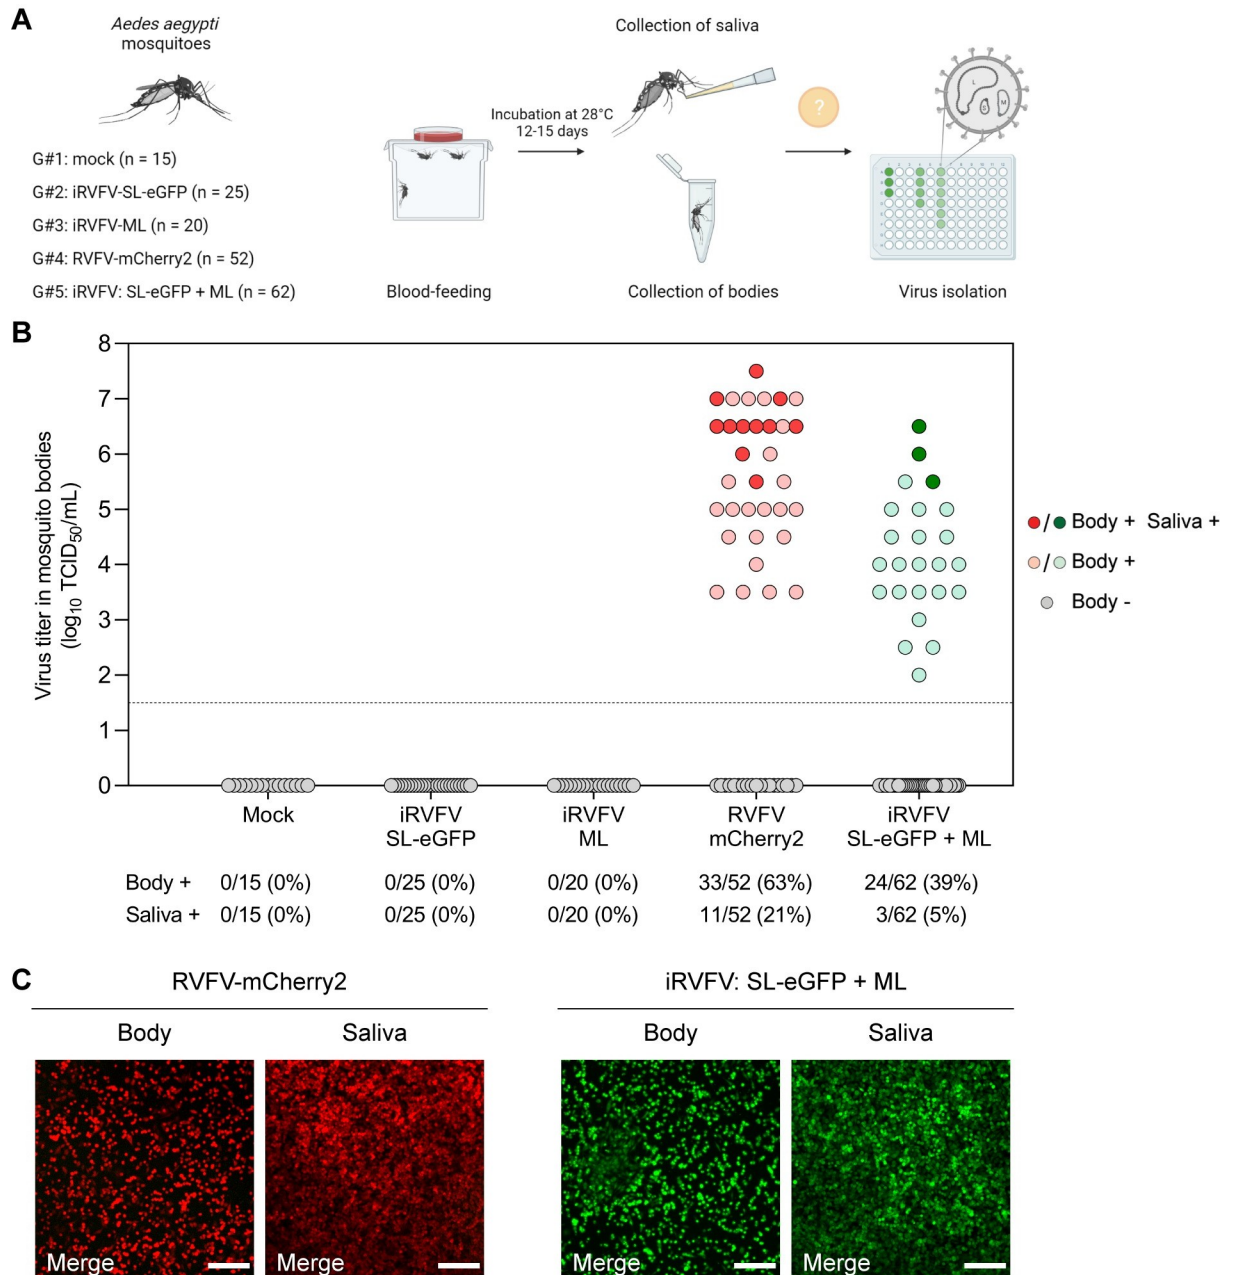 A
Aedes aegypti
mosquitoes
G#1: mock (n = 15)
G#2: iRVFV-SL-eGFP (n = 25)
G#3: iRVFV-ML (n = 20)
G#4: RVFV-mCherry2 (n = 52)
G#5: iRVFV: SL-eGFP + ML (n = 62)
Blood-feeding
Incubation at 28°C
12-15 days
Collection of saliva
Collection of bodies
?
L
S
M
Virus isolation
B
Virus titer in mosquito bodies
(log10 TCID50/mL)
8
7
6
5
4
3
2
1
0
Mock
iRVFV
SL-eGFP
iRVFV
ML
RVFV
mCherry2
iRVFV
SL-eGFP + ML
/ Body + Saliva +
/ Body +
Body -
Body + 0/15 (0%) 0/25 (0%) 0/20 (0%) 33/52 (63%) 24/62 (39%)
Saliva + 0/15 (0%) 0/25 (0%) 0/20 (0%) 11/52 (21%) 3/62 (5%)
C
RVFV-mCherry2
Body Saliva
Merge Merge
iRVFV: SL-eGFP + ML
Body Saliva
Merge Merge